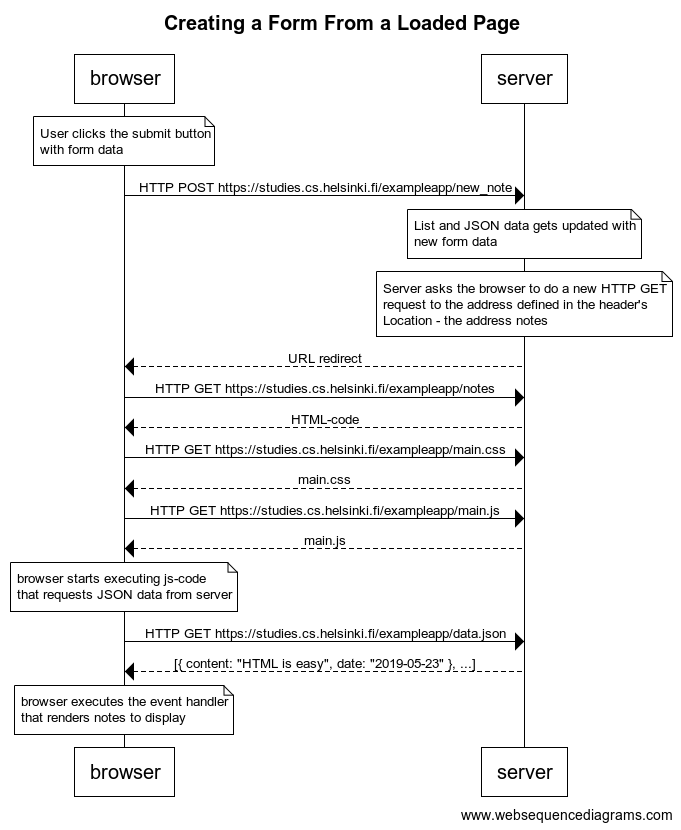 Creating a Form From a Loaded Page
browser
server
User clicks the submit button
with form data
HTTP POST https://studies.cs.helsinki.fi/exampleapp/new_note
List and JSON data gets updated with
new form data
Server asks the browser to do a new HTTP GET
request to the address defined in the header's
Location - the address notes
URL redirect
HTTP GET https://studies.cs.helsinki.fi/exampleapp/notes
HTML-code
HTTP GET https://studies.cs.helsinki.fi/exampleapp/main.css
main.css
HTTP GET https://studies.cs.helsinki.fi/exampleapp/main.js
main.js
browser starts executing js-code
that requests JSON data from server
HTTP GET https://studies.cs.helsinki.fi/exampleapp/data.json
[{ content: "HTML is easy", date: "2019-05-23" }, ...]
browser executes the event handler
that renders notes to display
browser
server
www.websequencediagrams.com